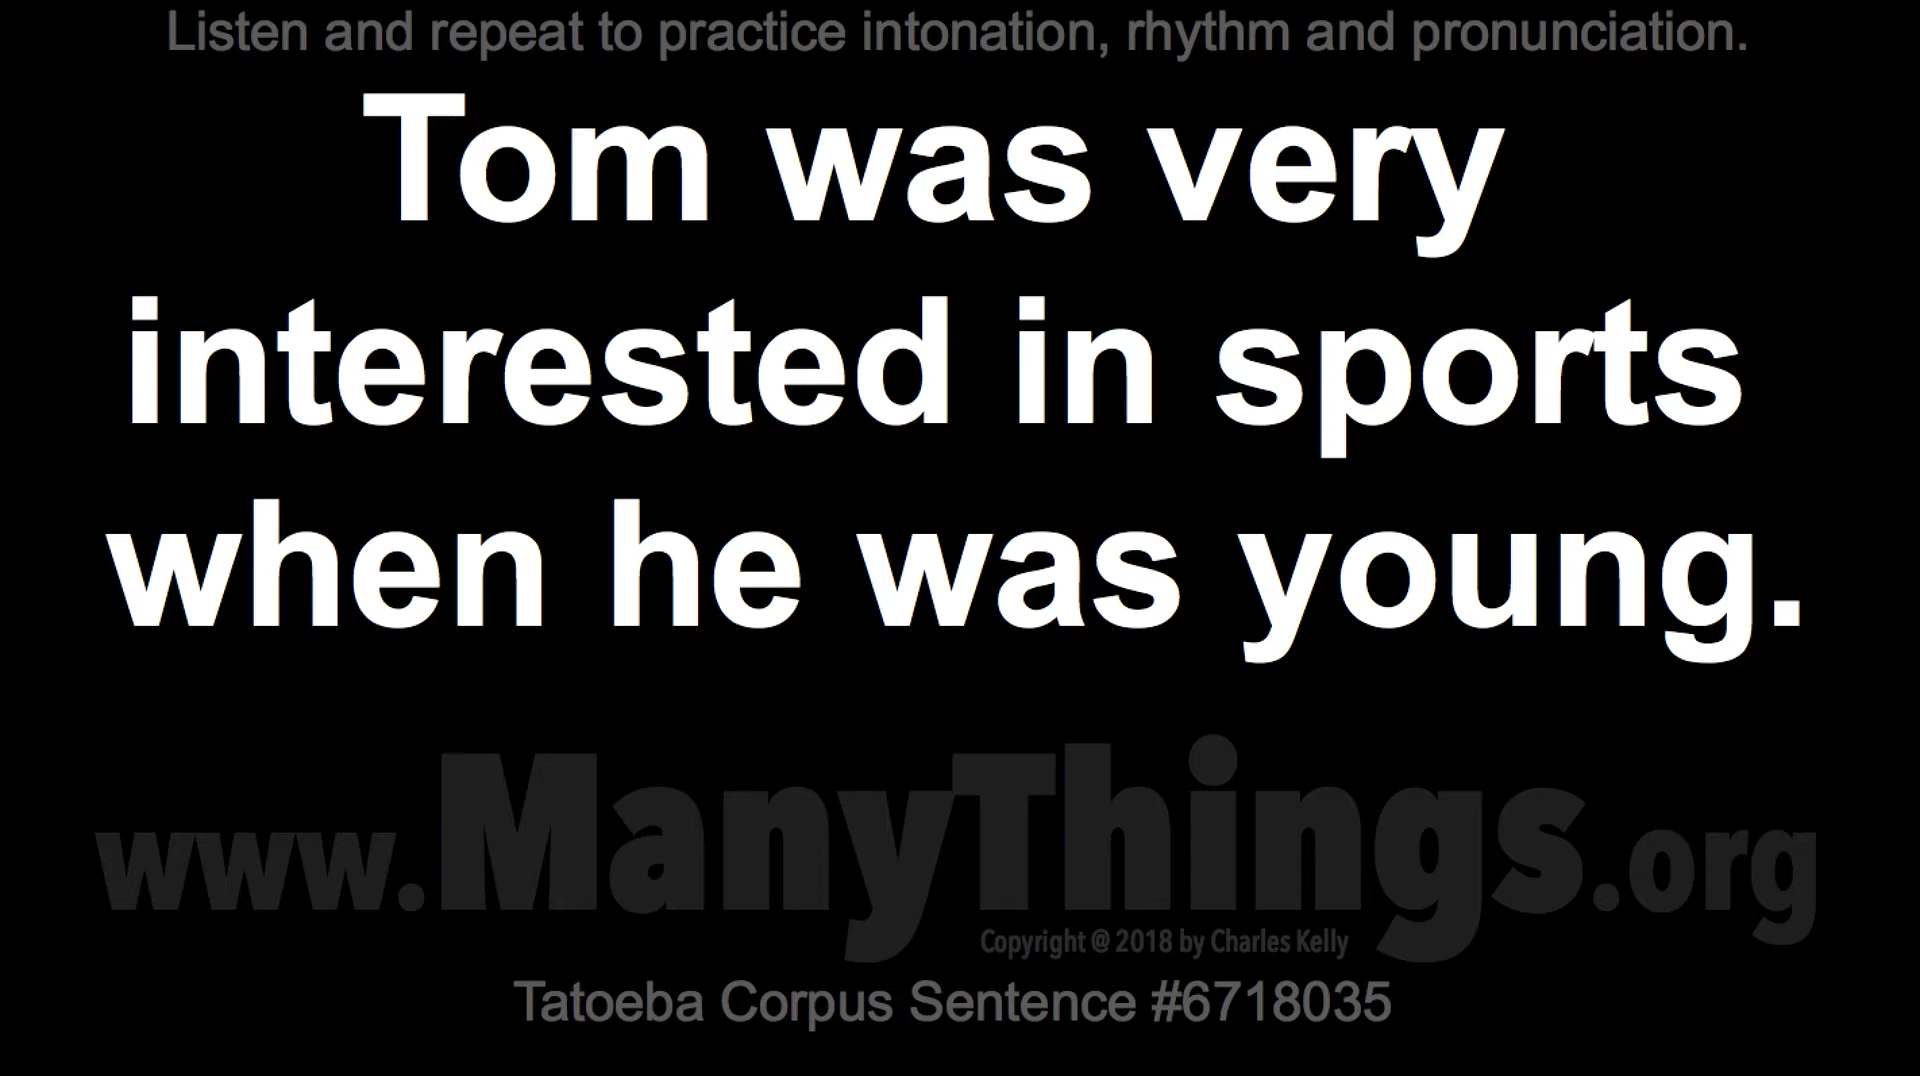 Listen and repeat to practice intonation, rhythm and pronunciation.
Tom was very
interested in sports
when he was young.
www.ManyThings.org
Copyright @ 2018 by Charles Kelly
Tatoeba Corpus Sentence #6718035